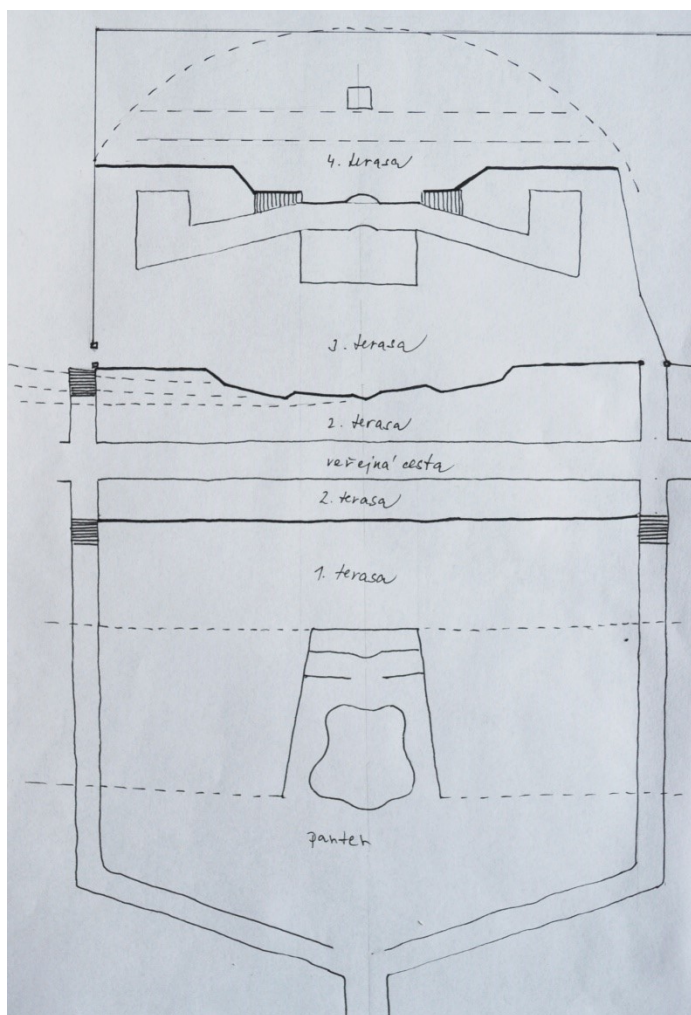 4. terasa
3. terasa
2. terasa
veřejná cesta
2. terasa
1. terasa
parter